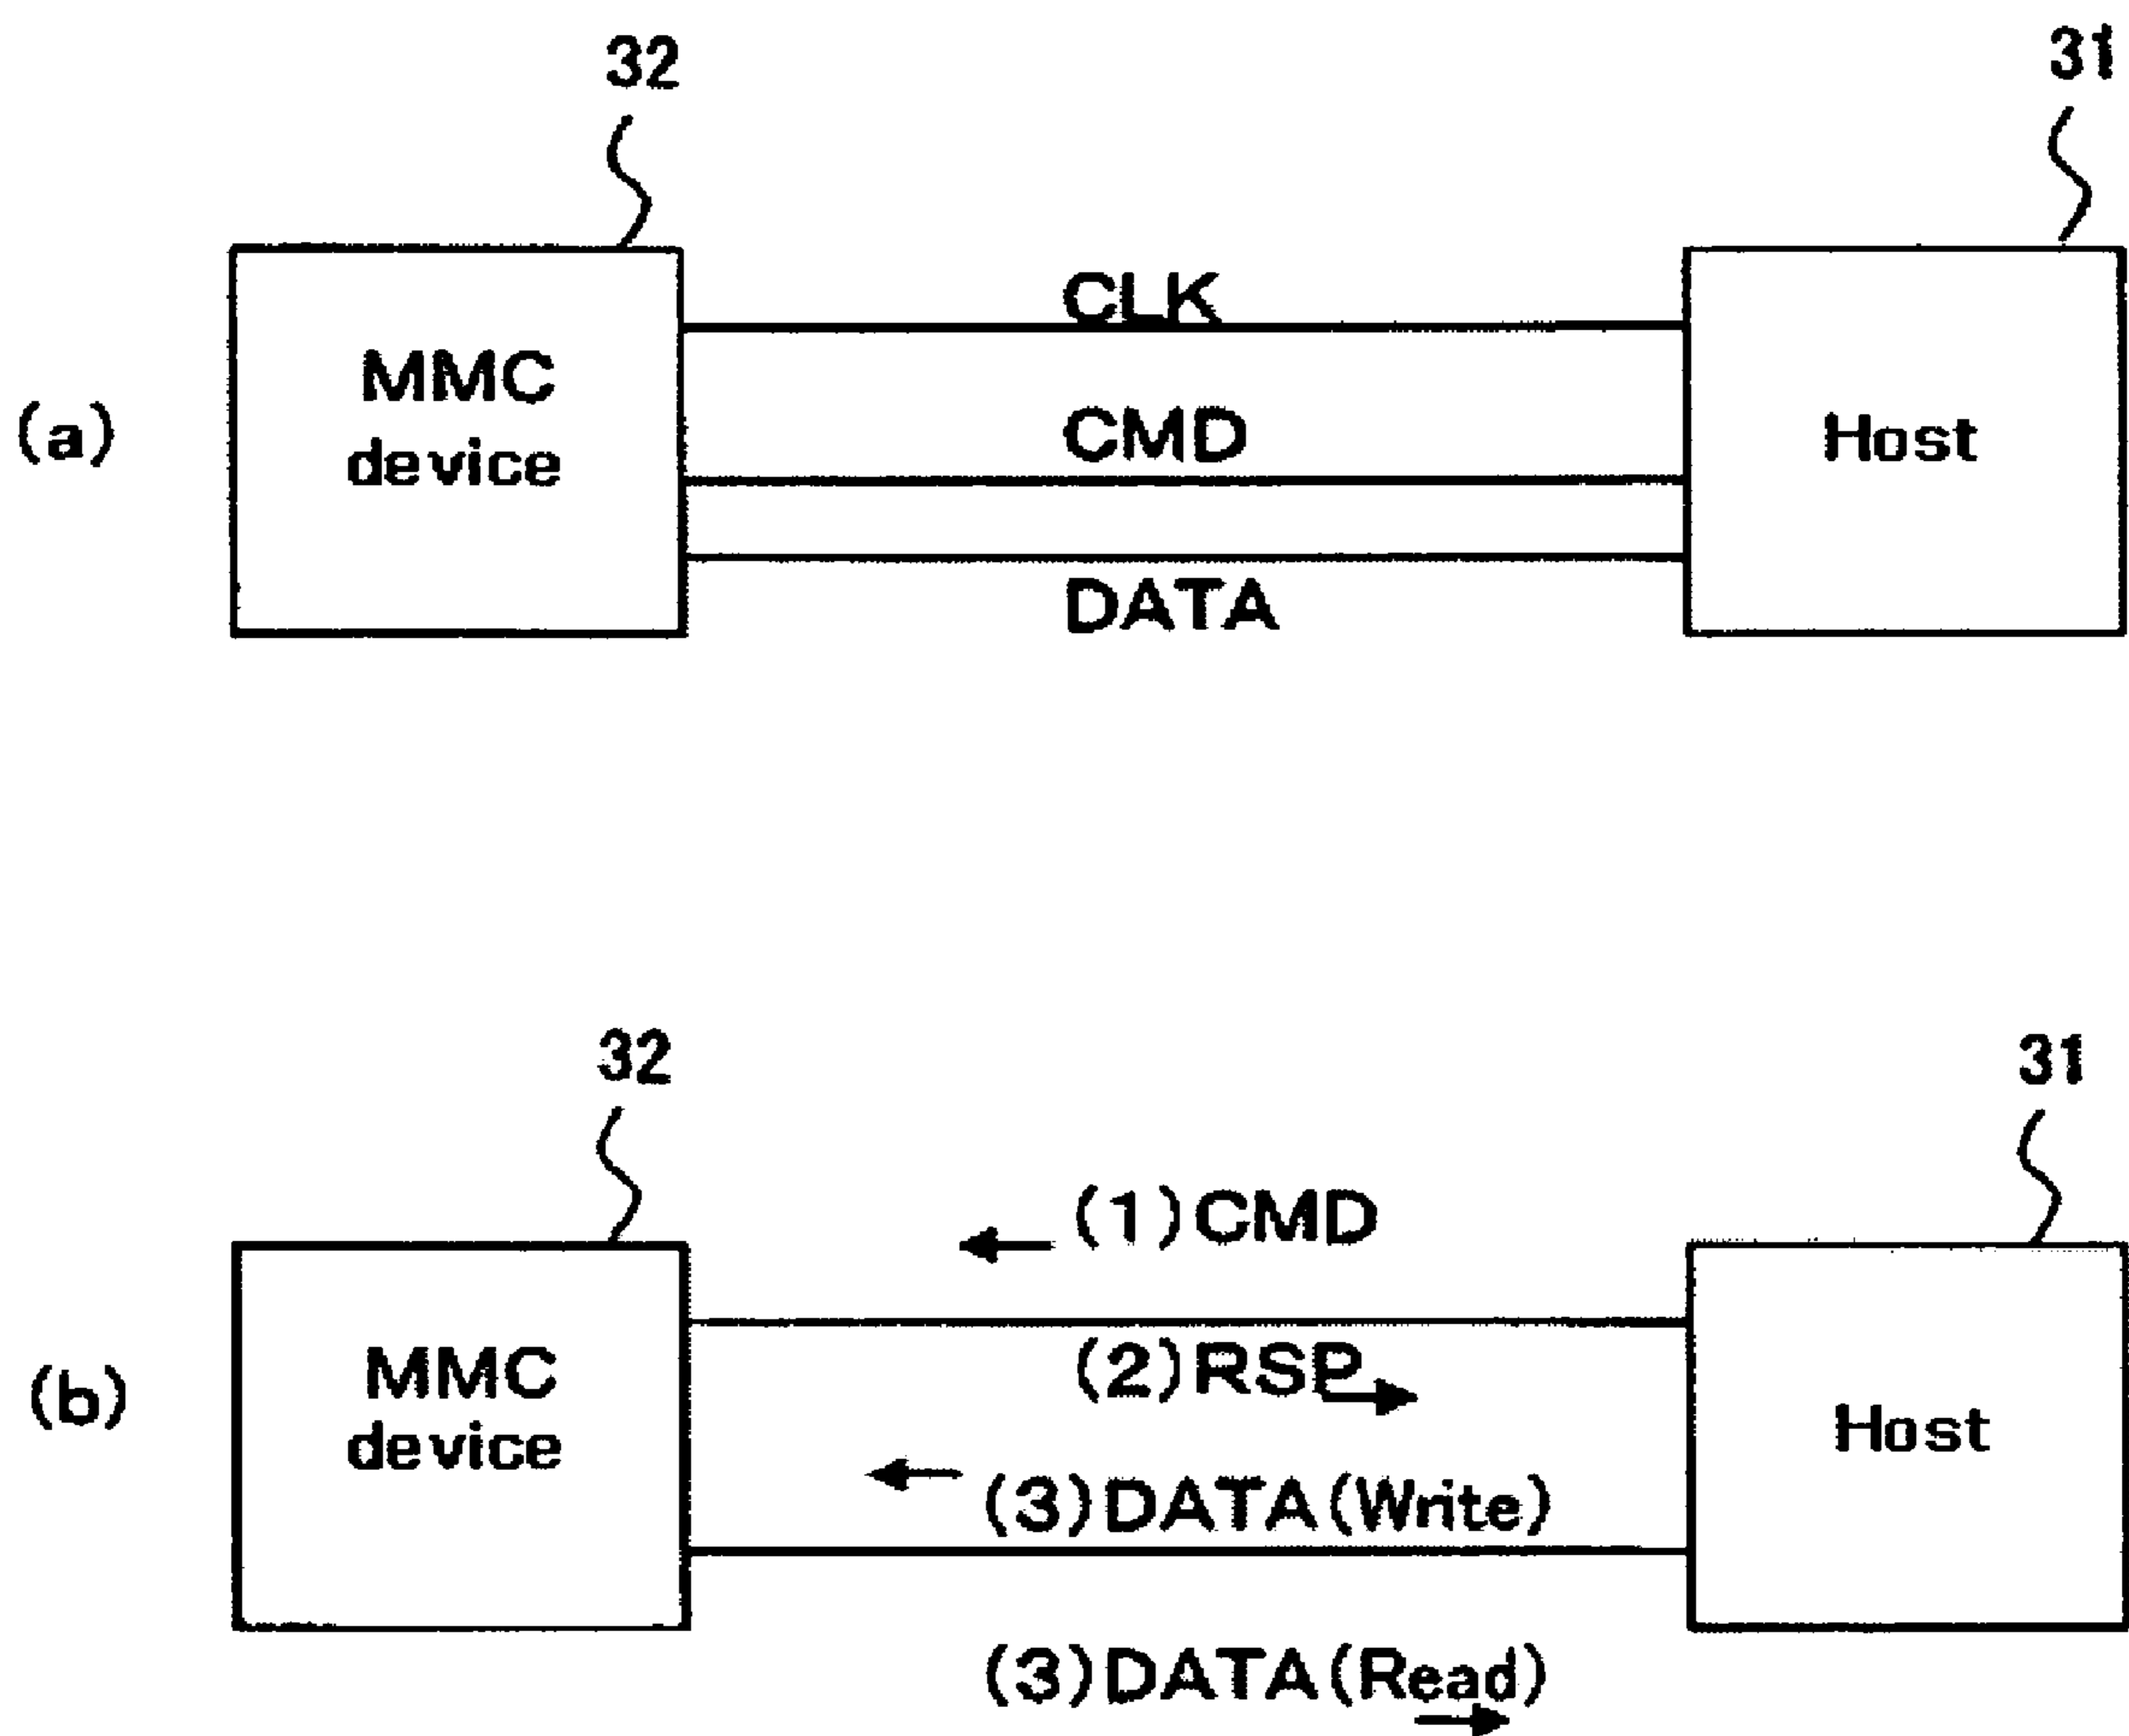 32
31
CLK
MMC
device
(a)
CMD
Host
DATA
32
31
(1)CMD
(2)RSP
MMC
device
(b)
Host
(3)DATA(Write)
(3)DATA(Read)